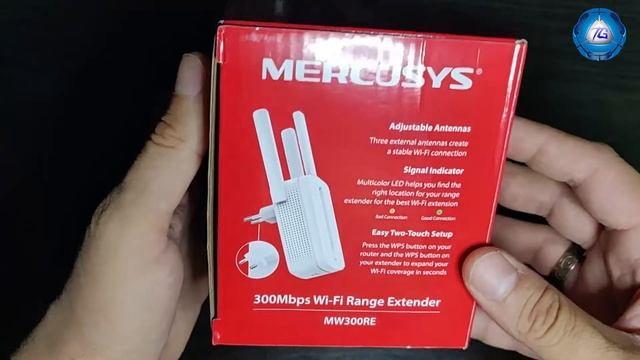 7G
MERCUSYS®
Adjustable Antennas
Three external antennas create
a stable Wi-Fi connection
Signal Indicator
Multicolor LED helps you find the
right location for your range
extender for the best Wi-Fi extension
Bad Connection Good Connection
Easy Two-Touch Setup
Press the WPS button on your
router and the WPS button on
your extender to expand your
Wi-Fi coverage in seconds
300Mbps Wi-Fi Range Extender
MW300RE